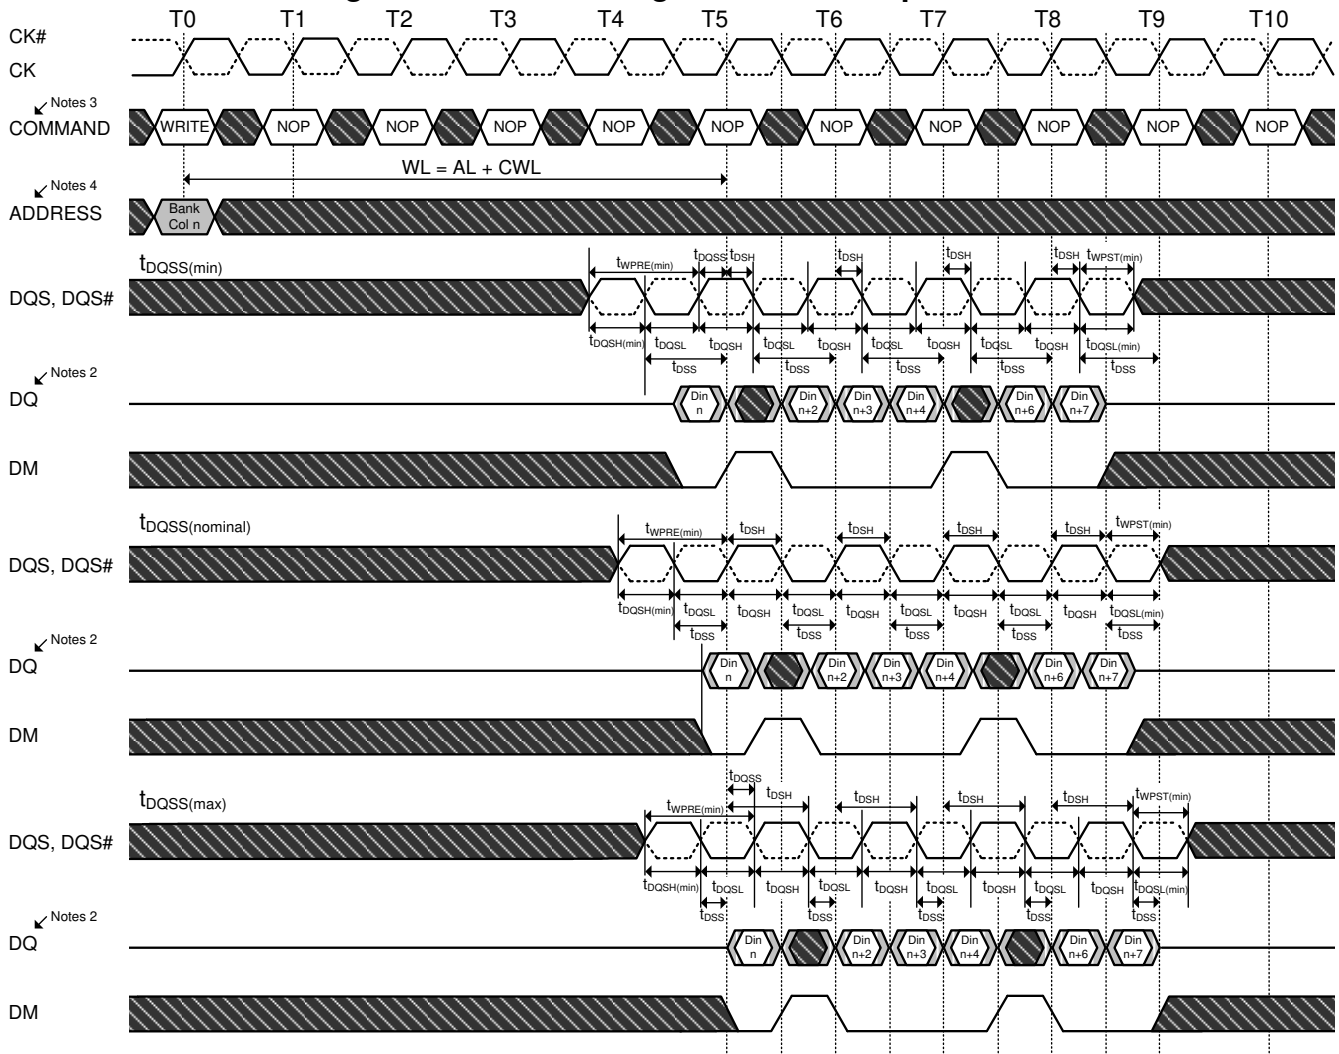 T0 T1 T2 T3 T4 T5 T6 T7 T8 T9 T10
CK#
CK
Notes 3
COMMAND WRITE NOP NOP NOP NOP NOP NOP NOP NOP NOP NOP
WL = AL + CWL
Notes 4
ADDRESS
Bank
Col n
tDQSS(min) tWPRE(min) tDQSS tDSH tDSH tDSH tDSH tWPST(min)
DQS, DQS#
tDQSH(min) tDQSL tDQSH tDQSL tDQSH tDQSL tDQSH tDQSL tDQSH tDQSL(min)
tDSS tDSS tDSS tDSS tDSS
Notes 2
DQ
Din n Din n+2 Din n+3 Din n+4 Din n+6 Din n+7
DM
tDQSS(nominal) tWPRE(min) tDSH tDSH tDSH tDSH tWPST(min)
DQS, DQS#
tDQSH(min) tDQSL tDQSH tDQSL tDQSH tDQSL tDQSH tDQSL tDQSH tDQSL(min)
tDSS tDSS tDSS tDSS tDSS
Notes 2
DQ
Din n Din n+2 Din n+3 Din n+4 Din n+6 Din n+7
DM
tDQSS
tDQSS(max) tWPRE(min) tDSH tDSH tDSH tDSH tWPST(min)
DQS, DQS#
tDQSH(min) tDQSL tDQSH tDQSL tDQSH tDQSL tDQSH tDQSL tDQSH tDQSL(min)
tDSS tDSS tDSS tDSS tDSS
Notes 2
DQ
Din n Din n+2 Din n+3 Din n+4 Din n+6 Din n+7
DM